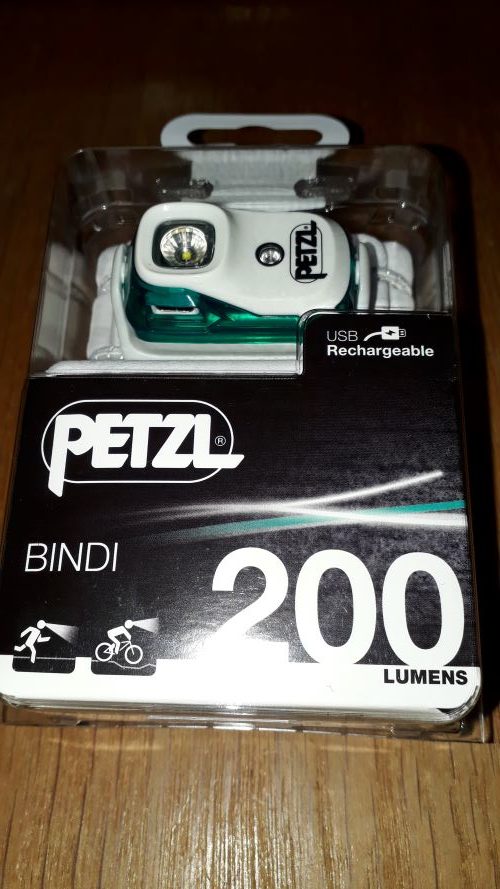 PETZL
USB
Rechargeable
PETZL®
BINDI
200
LUMENS